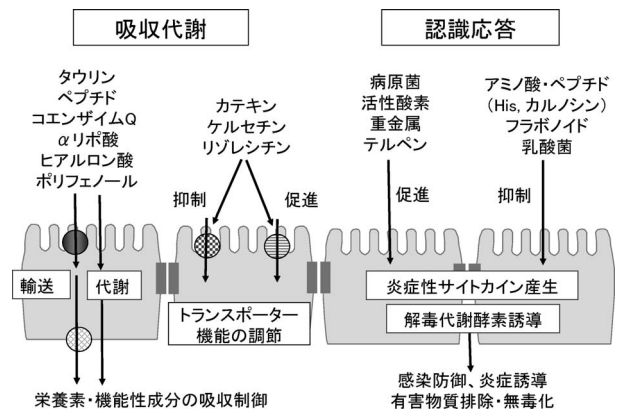 吸収代謝
認識応答
タウリン
ペプチド
コエンザイムQ
αリポ酸
ヒアルロン酸
ポリフェノール
カテキン
ケルセチン
リゾレシチン
抑制
促進
病原菌
活性酸素
重金属
テルペン
促進
アミノ酸・ペプチド
(His, カルノシン)
フラボノイド
乳酸菌
抑制
輸送
代謝
トランスポーター
機能の調節
炎症性サイトカイン産生
解毒代謝酵素誘導
栄養素・機能性成分の吸収制御
感染防御、炎症誘導
有害物質排除・無毒化